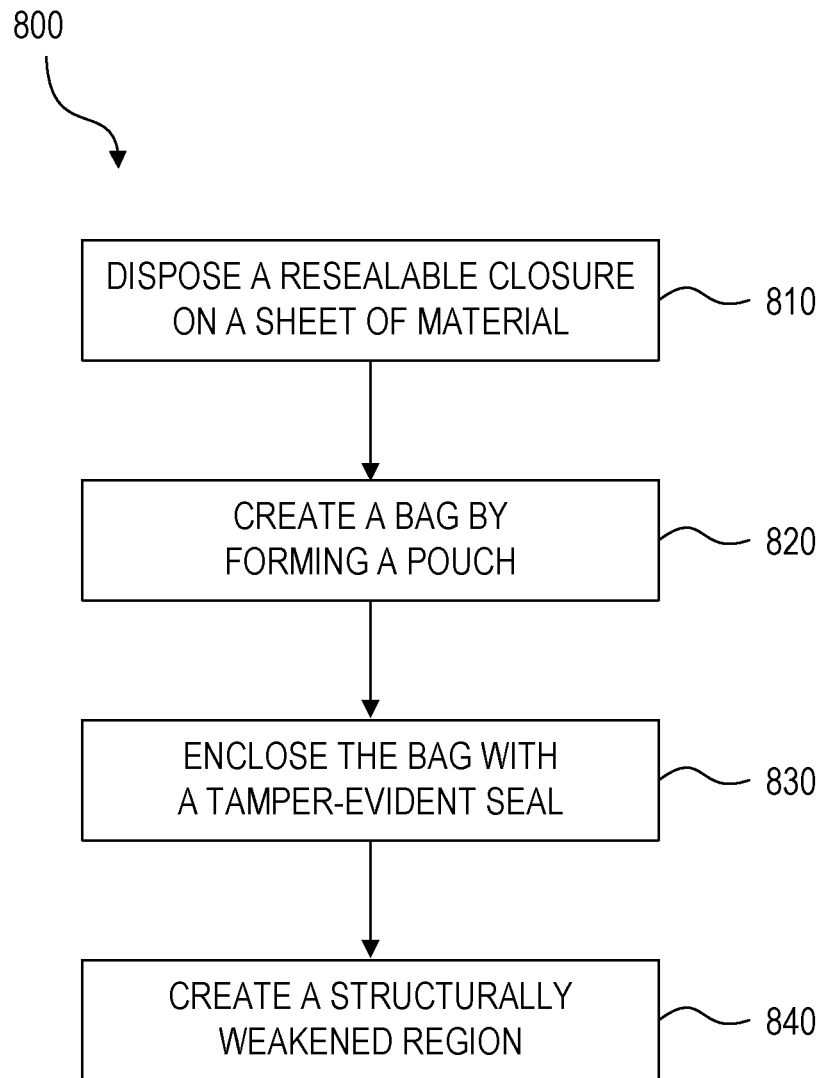 800
DISPOSE A RESEALABLE CLOSURE
ON A SHEET OF MATERIAL
810
CREATE A BAG BY
FORMING A POUCH
820
ENCLOSE THE BAG WITH
A TAMPER-EVIDENT SEAL
830
CREATE A STRUCTURALLY
WEAKENED REGION
840